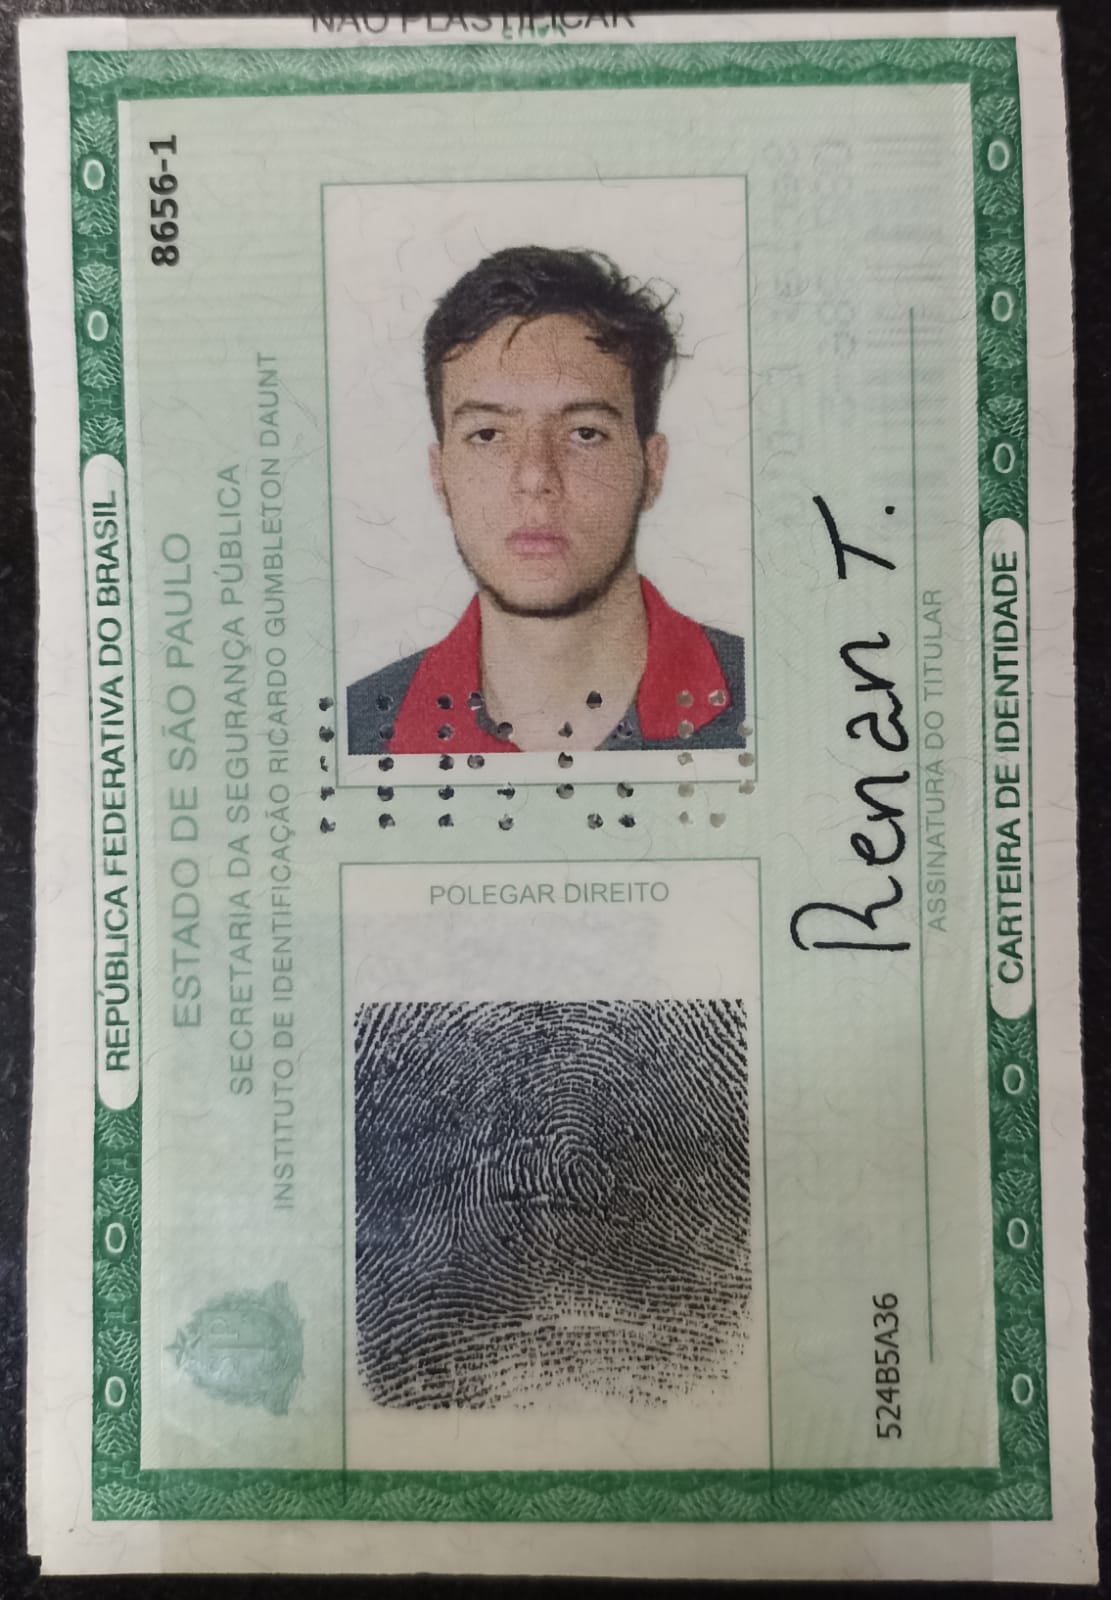 NÃO PLASTIFICAR
REPÚBLICA FEDERATIVA DO BRASIL
8656-1
ESTADO DE SÃO PAULO
SECRETARIA DA SEGURANÇA PÚBLICA
INSTITUTO DE IDENTIFICAÇÃO RICARDO GUMBLETON DAUNT
POLEGAR DIREITO
Renan T.
ASSINATURA DO TITULAR
524B5A36
CARTEIRA DE IDENTIDADE